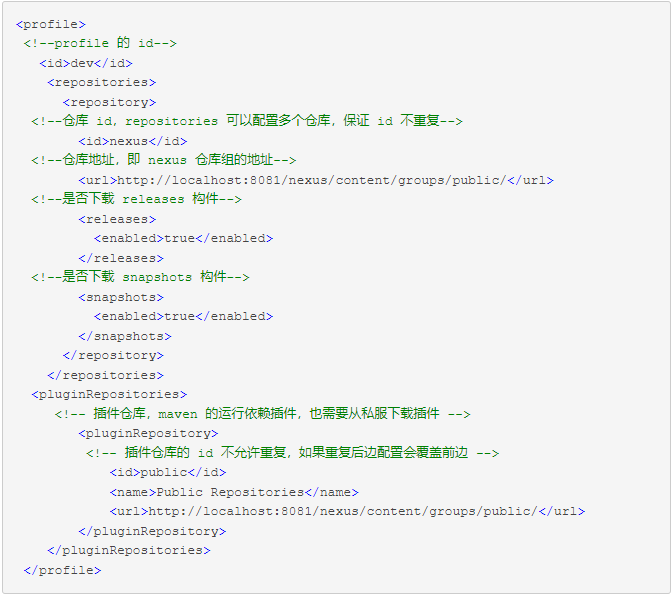 <profile>
<!--profile 的 id-->
<id>dev</id>
<repositories>
<repository>
<!--仓库 id，repositories 可以配置多个仓库，保证 id 不重复-->
<id>nexus</id>
<!--仓库地址，即 nexus 仓库组的地址-->
<url>http://localhost:8081/nexus/content/groups/public/</url>
<!--是否下载 releases 构件-->
<releases>
<enabled>true</enabled>
</releases>
<!--是否下载 snapshots 构件-->
<snapshots>
<enabled>true</enabled>
</snapshots>
</repository>
</repositories>
<pluginRepositories>
<!-- 插件仓库，maven 的运行依赖插件，也需要从私服下载插件 -->
<pluginRepository>
<!-- 插件仓库的 id 不允许重复，如果重复后边配置会覆盖前边 -->
<id>public</id>
<name>Public Repositories</name>
<url>http://localhost:8081/nexus/content/groups/public/</url>
</pluginRepository>
</pluginRepositories>
</profile>